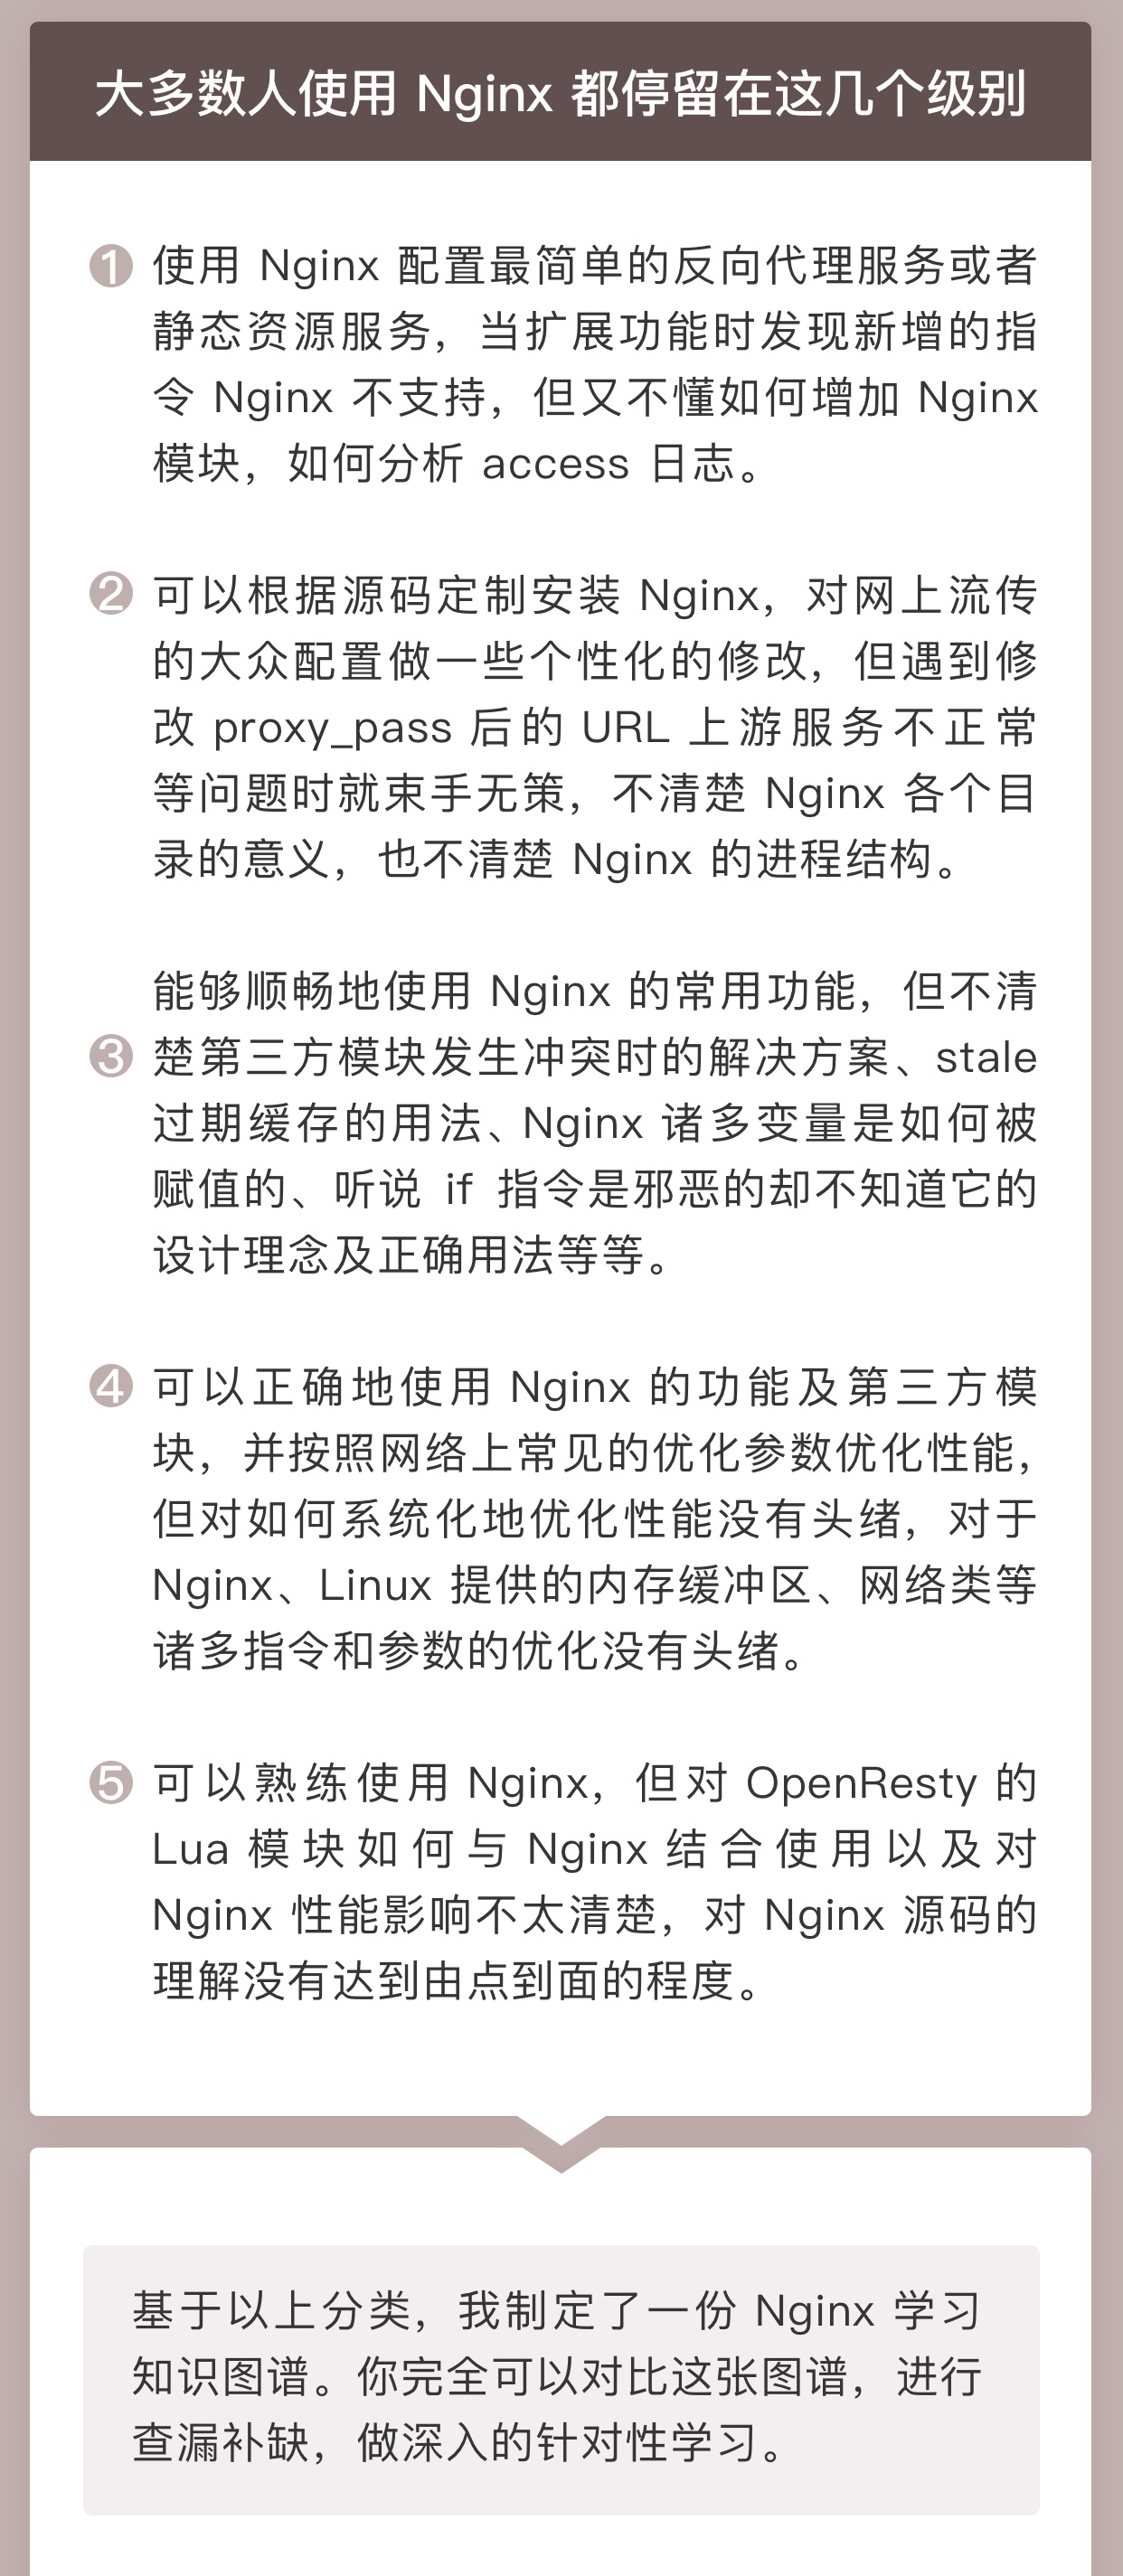 大多数人使用 Nginx 都停留在这几个级别
1 使用 Nginx 配置最简单的反向代理服务或者
静态资源服务，当扩展功能时发现新增的指
令 Nginx 不支持，但又不懂如何增加 Nginx
模块，如何分析 access 日志。
2 可以根据源码定制安装 Nginx，对网上流传
的大众配置做一些个性化的修改，但遇到修
改 proxy_pass 后的 URL 上游服务不正常
等问题时就束手无策，不清楚 Nginx 各个目
录的意义，也不清楚 Nginx 的进程结构。
能够顺畅地使用 Nginx 的常用功能，但不清
3 楚第三方模块发生冲突时的解决方案、stale
过期缓存的用法、Nginx 诸多变量是如何被
赋值的、听说 if 指令是邪恶的却不知道它的
设计理念及正确用法等等。
4 可以正确地使用 Nginx 的功能及第三方模
块，并按照网络上常见的优化参数优化性能，
但对如何系统化地优化性能没有头绪，对于
Nginx、Linux 提供的内存缓冲区、网络类等
诸多指令和参数的优化没有头绪。
5 可以熟练使用 Nginx，但对 OpenResty 的
Lua 模块如何与 Nginx 结合使用以及对
Nginx 性能影响不太清楚，对 Nginx 源码的
理解没有达到由点到面的程度。
基于以上分类，我制定了一份 Nginx 学习
知识图谱。你完全可以对比这张图谱，进行
查漏补缺，做深入的针对性学习。